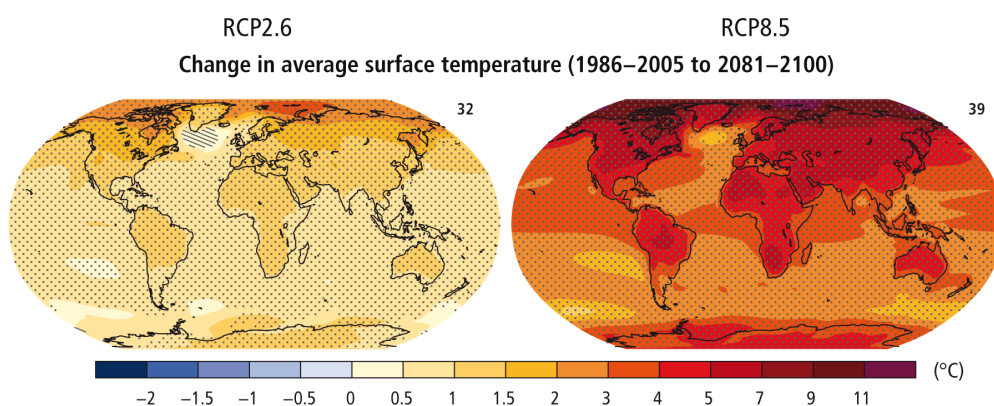 RCP2.6 RCP8.5
Change in average surface temperature (1986–2005 to 2081–2100)
32 39
(°C)
−2 −1.5 −1 −0.5 0 0.5 1 1.5 2 3 4 5 7 9 11